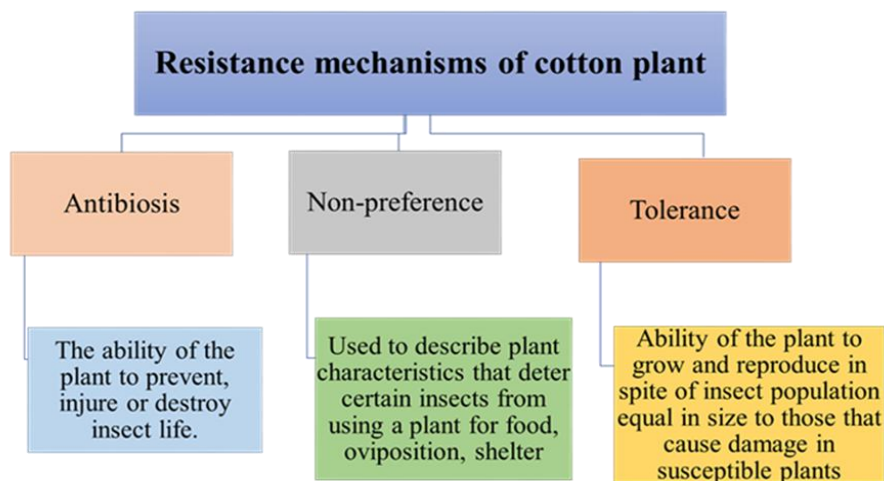 Resistance mechanisms of cotton plant
Antibiosis
Non-preference
Tolerance
The ability of the
plant to prevent,
injure or destroy
insect life.
Used to describe plant
characteristics that deter
certain insects from
using a plant for food,
oviposition, shelter
Ability of the plant to
grow and reproduce in
spite of insect population
equal in size to those that
cause damage in
susceptible plants